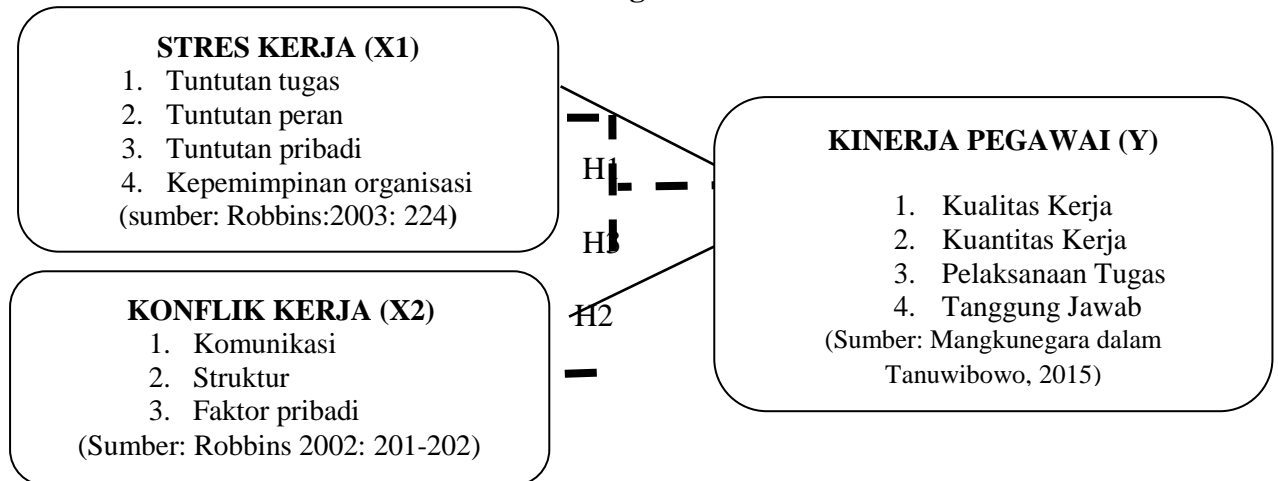 STRES KERJA (X1)
1. Tuntutan tugas
2. Tuntutan peran
3. Tuntutan pribadi
4. Kepemimpinan organisasi
(sumber: Robbins:2003: 224)
H1
H3
H2
KONFLIK KERJA (X2)
1. Komunikasi
2. Struktur
3. Faktor pribadi
(Sumber: Robbins 2002: 201-202)
KINERJA PEGAWAI (Y)
1. Kualitas Kerja
2. Kuantitas Kerja
3. Pelaksanaan Tugas
4. Tanggung Jawab
(Sumber: Mangkunegara dalam
Tanuwibowo, 2015)